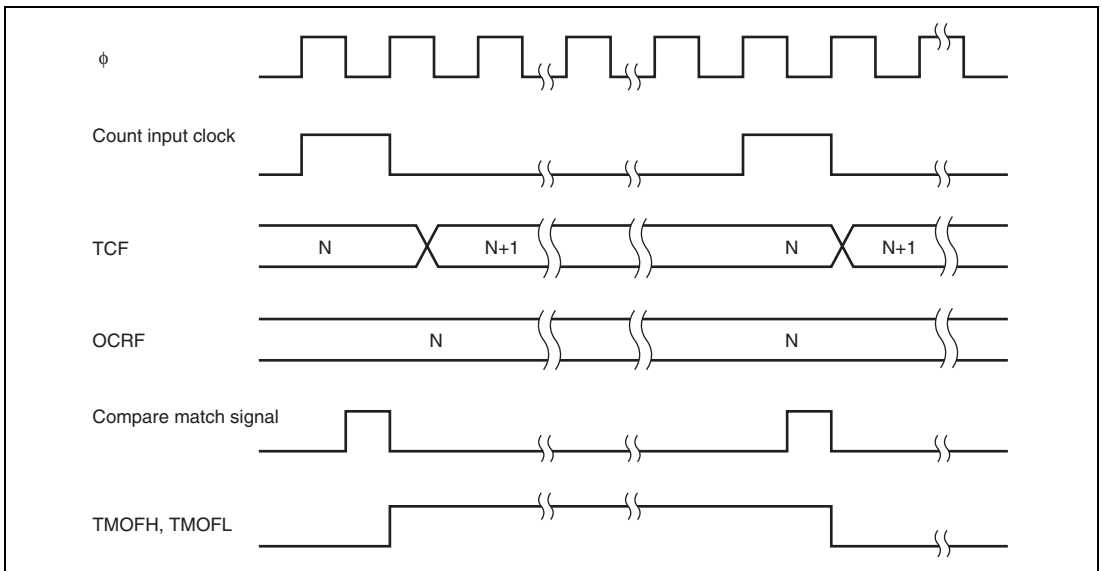 ϕ
Count input clock
TCF N N+1 N N+1
OCRF N N
Compare match signal
TMOFH, TMOFL